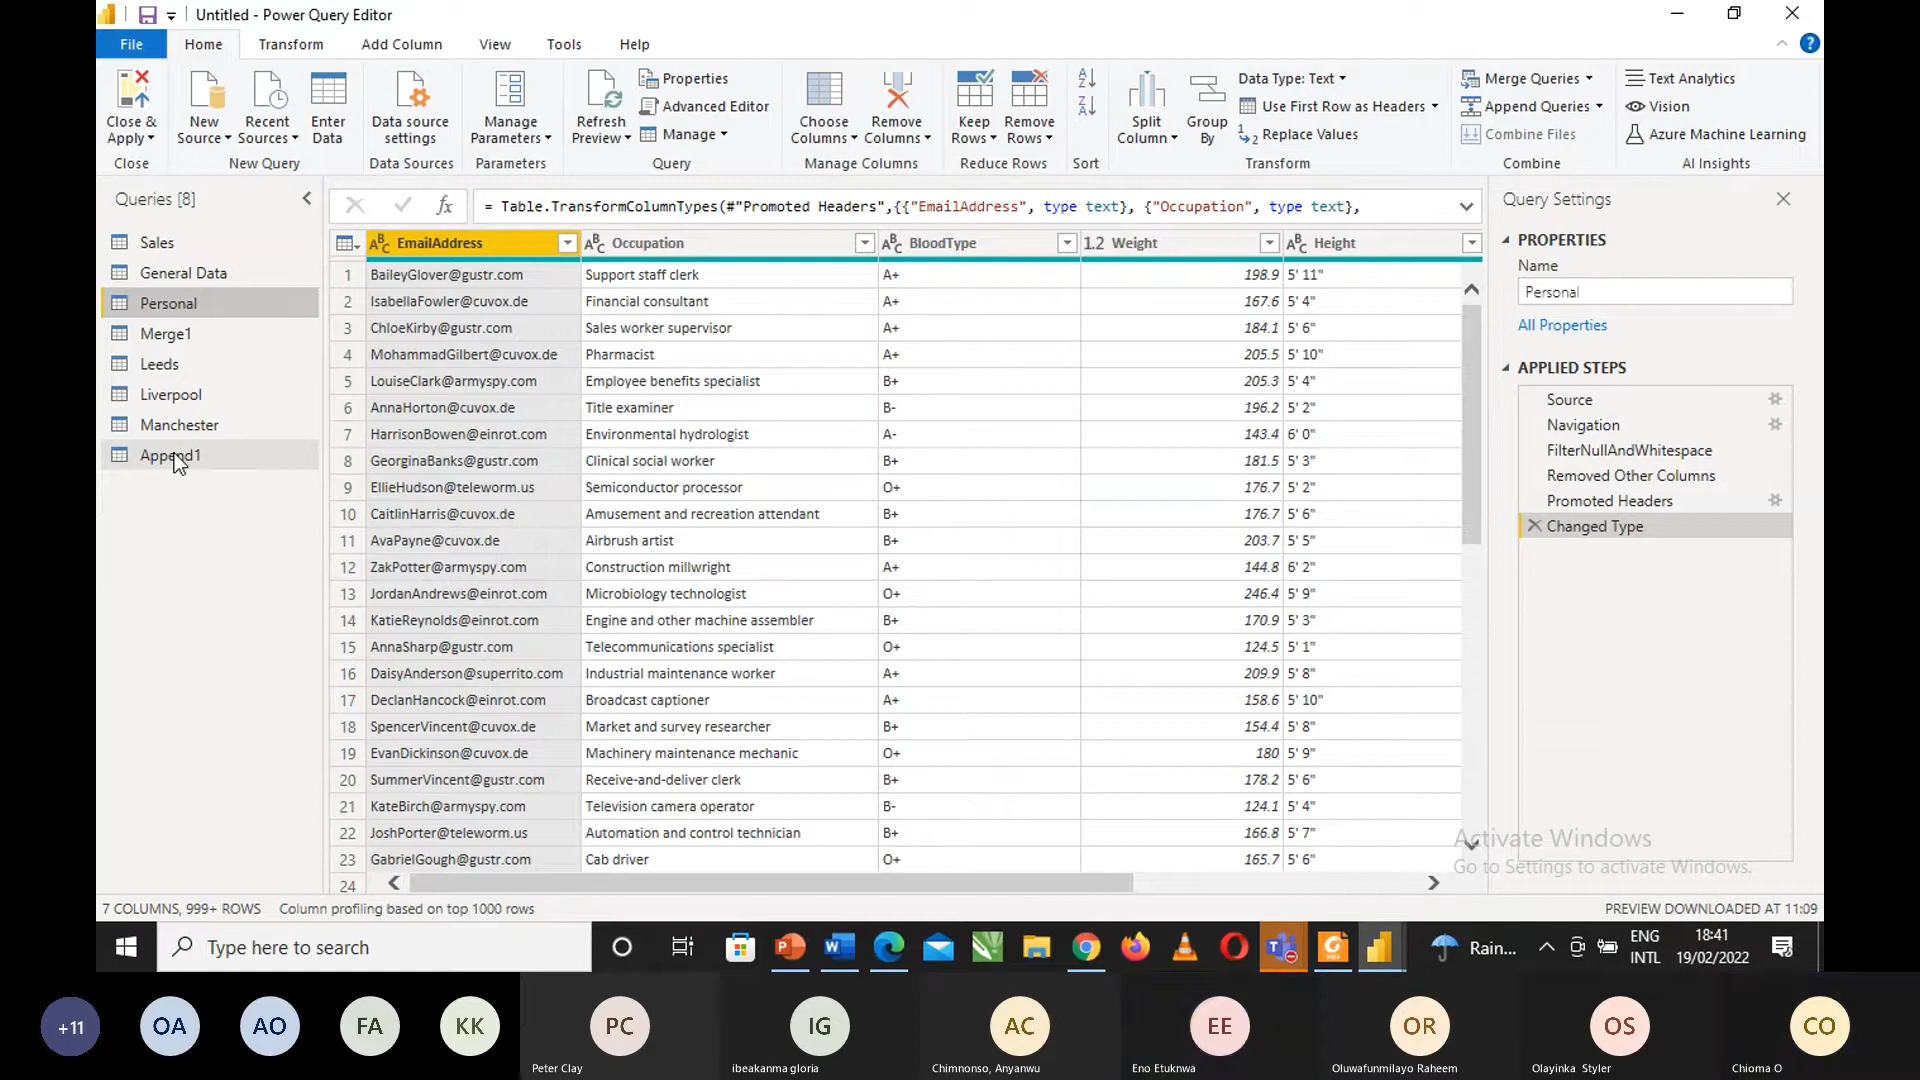 Untitled - Power Query Editor
File Home Transform Add Column View Tools Help
Close & Apply
New Source
Recent Sources
Enter Data
Data source settings
Manage Parameters
Refresh Preview
Properties
Advanced Editor
Manage
Choose Columns
Remove Columns
Keep Rows
Remove Rows
Split Column
Group By
Data Type: Text
Use First Row as Headers
Replace Values
Merge Queries
Append Queries
Combine Files
Text Analytics
Vision
Azure Machine Learning
Close New Query Data Sources Parameters Query Manage Columns Reduce Rows Sort Transform Combine AI Insights
Queries [8]
Sales
General Data
Personal
Merge1
Leeds
Liverpool
Manchester
Append1
= Table.TransformColumnTypes(#"Promoted Headers",{{"EmailAddress", type text}, {"Occupation", type text},
EmailAddress Occupation BloodType 1.2 Weight Height
1 BaileyGlover@gustr.com Support staff clerk A+ 198.9 5' 11"
2 IsabellaFowler@cuvox.de Financial consultant A+ 167.6 5' 4"
3 ChloeKirby@gustr.com Sales worker supervisor A+ 184.1 5' 6"
4 MohammadGilbert@cuvox.de Pharmacist A+ 205.5 5' 10"
5 LouiseClark@armyspy.com Employee benefits specialist B+ 205.3 5' 4"
6 AnnaHorton@cuvox.de Title examiner B- 196.2 5' 2"
7 HarrisonBowen@einrot.com Environmental hydrologist A- 143.4 6' 0"
8 GeorginaBanks@gustr.com Clinical social worker B+ 181.5 5' 3"
9 EllieHudson@teleworm.us Semiconductor processor O+ 176.7 5' 2"
10 CaitlinHarris@cuvox.de Amusement and recreation attendant B+ 176.7 5' 6"
11 AvaPayne@cuvox.de Airbrush artist B+ 203.7 5' 5"
12 ZakPotter@armyspy.com Construction millwright A+ 144.8 6' 2"
13 JordanAndrews@einrot.com Microbiology technologist O+ 246.4 5' 9"
14 KatieReynolds@einrot.com Engine and other machine assembler B+ 170.9 5' 3"
15 AnnaSharp@gustr.com Telecommunications specialist O+ 124.5 5' 1"
16 DaisyAnderson@superrito.com Industrial maintenance worker A+ 209.9 5' 8"
17 DeclanHancock@einrot.com Broadcast captioner A+ 158.6 5' 10"
18 SpencerVincent@cuvox.de Market and survey researcher B+ 154.4 5' 8"
19 EvanDickinson@cuvox.de Machinery maintenance mechanic O+ 180 5' 9"
20 SummerVincent@gustr.com Receive-and-deliver clerk B+ 178.2 5' 6"
21 KateBirch@armyspy.com Television camera operator B- 124.1 5' 4"
22 JoshPorter@teleworm.us Automation and control technician B+ 166.8 5' 7"
23 GabrielGough@gustr.com Cab driver O+ 165.7 5' 6"
24
Query Settings
PROPERTIES
Name
Personal
All Properties
APPLIED STEPS
Source
Navigation
FilterNullAndWhitespace
Removed Other Columns
Promoted Headers
Changed Type
Activate Windows
Go to Settings to activate Windows.
7 COLUMNS, 999+ ROWS Column profiling based on top 1000 rows
PREVIEW DOWNLOADED AT 11:09
Type here to search
Rain...
ENG
INTL
18:41
19/02/2022
+11 OA AO FA KK PC IG AC EE OR OS CO
Peter Clay ibeakanma gloria Chimnonso, Anyanwu Eno Etuknwa Oluwafunmilayo Raheem Olayinka Styler Chioma O